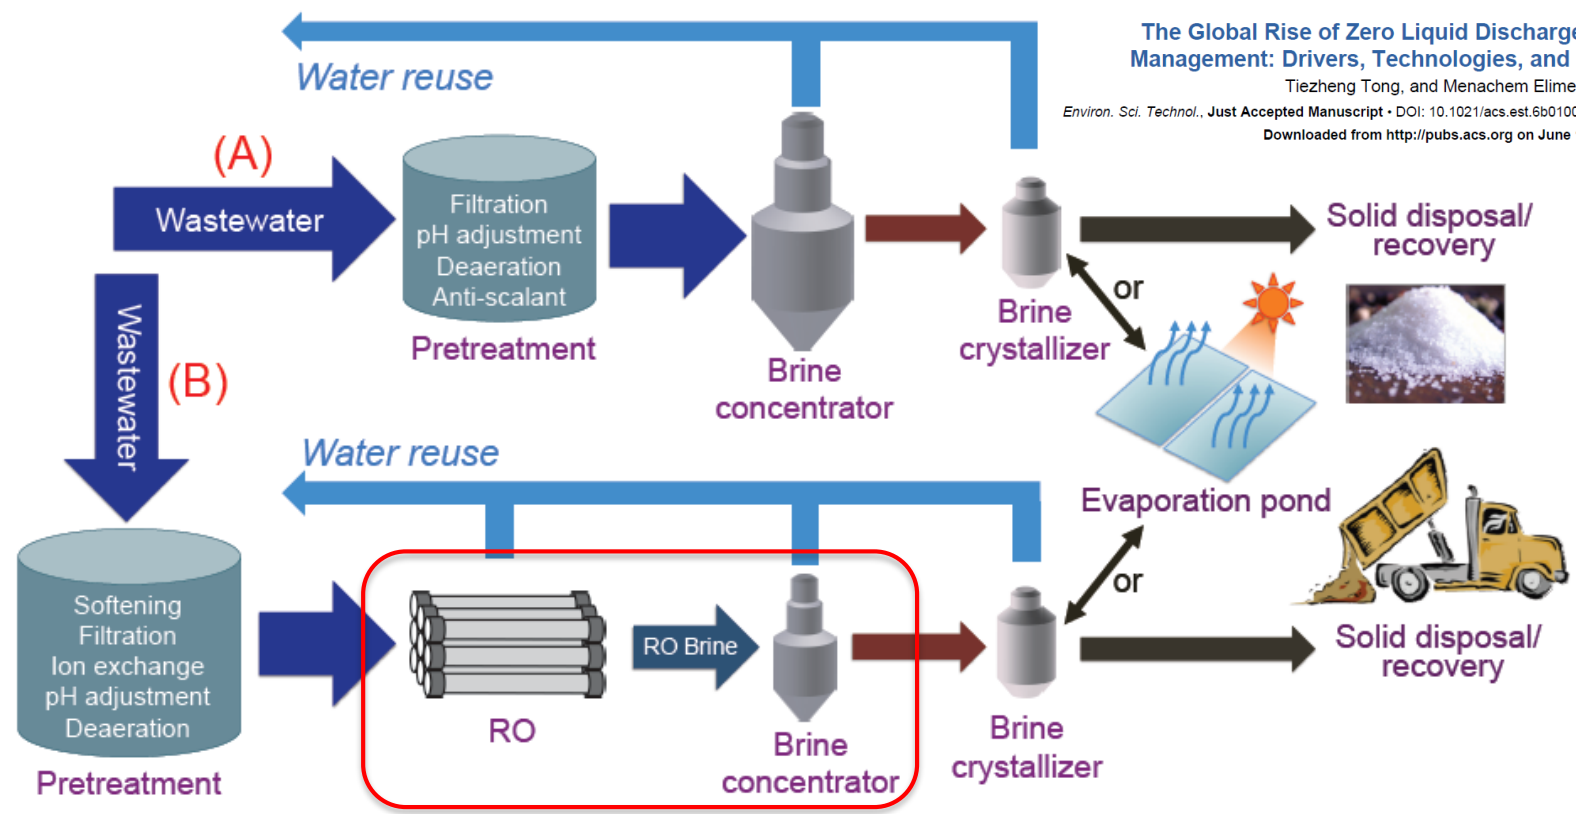 The Global Rise of Zero Liquid Discharge
Management: Drivers, Technologies, and
Tiezheng Tong, and Menachem Elime
Environ. Sci. Technol., Just Accepted Manuscript • DOI: 10.1021/acs.est.6b0100
Downloaded from http://pubs.acs.org on June
Water reuse
(A)
Wastewater
Filtration
pH adjustment
Deaeration
Anti-scalant
Pretreatment
Brine
concentrator
Brine
crystallizer
or
Solid disposal/
recovery
Evaporation pond
Wastewater
(B)
Water reuse
Softening
Filtration
Ion exchange
pH adjustment
Deaeration
Pretreatment
RO
RO Brine
Brine
concentrator
Brine
crystallizer
or
Solid disposal/
recovery